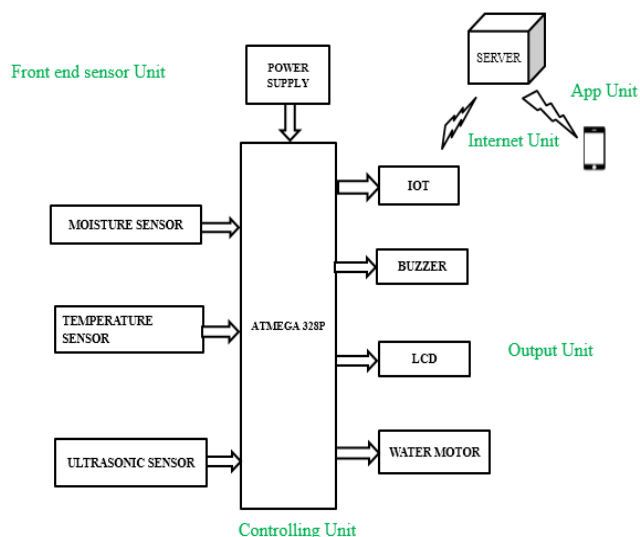 SERVER
Front end sensor Unit
POWER
SUPPLY
App Unit
Internet Unit
IOT
MOISTURE SENSOR
BUZZER
TEMPERATURE
SENSOR
ATMEGA 328P
LCD
Output Unit
ULTRASONIC SENSOR
WATER MOTOR
Controlling Unit